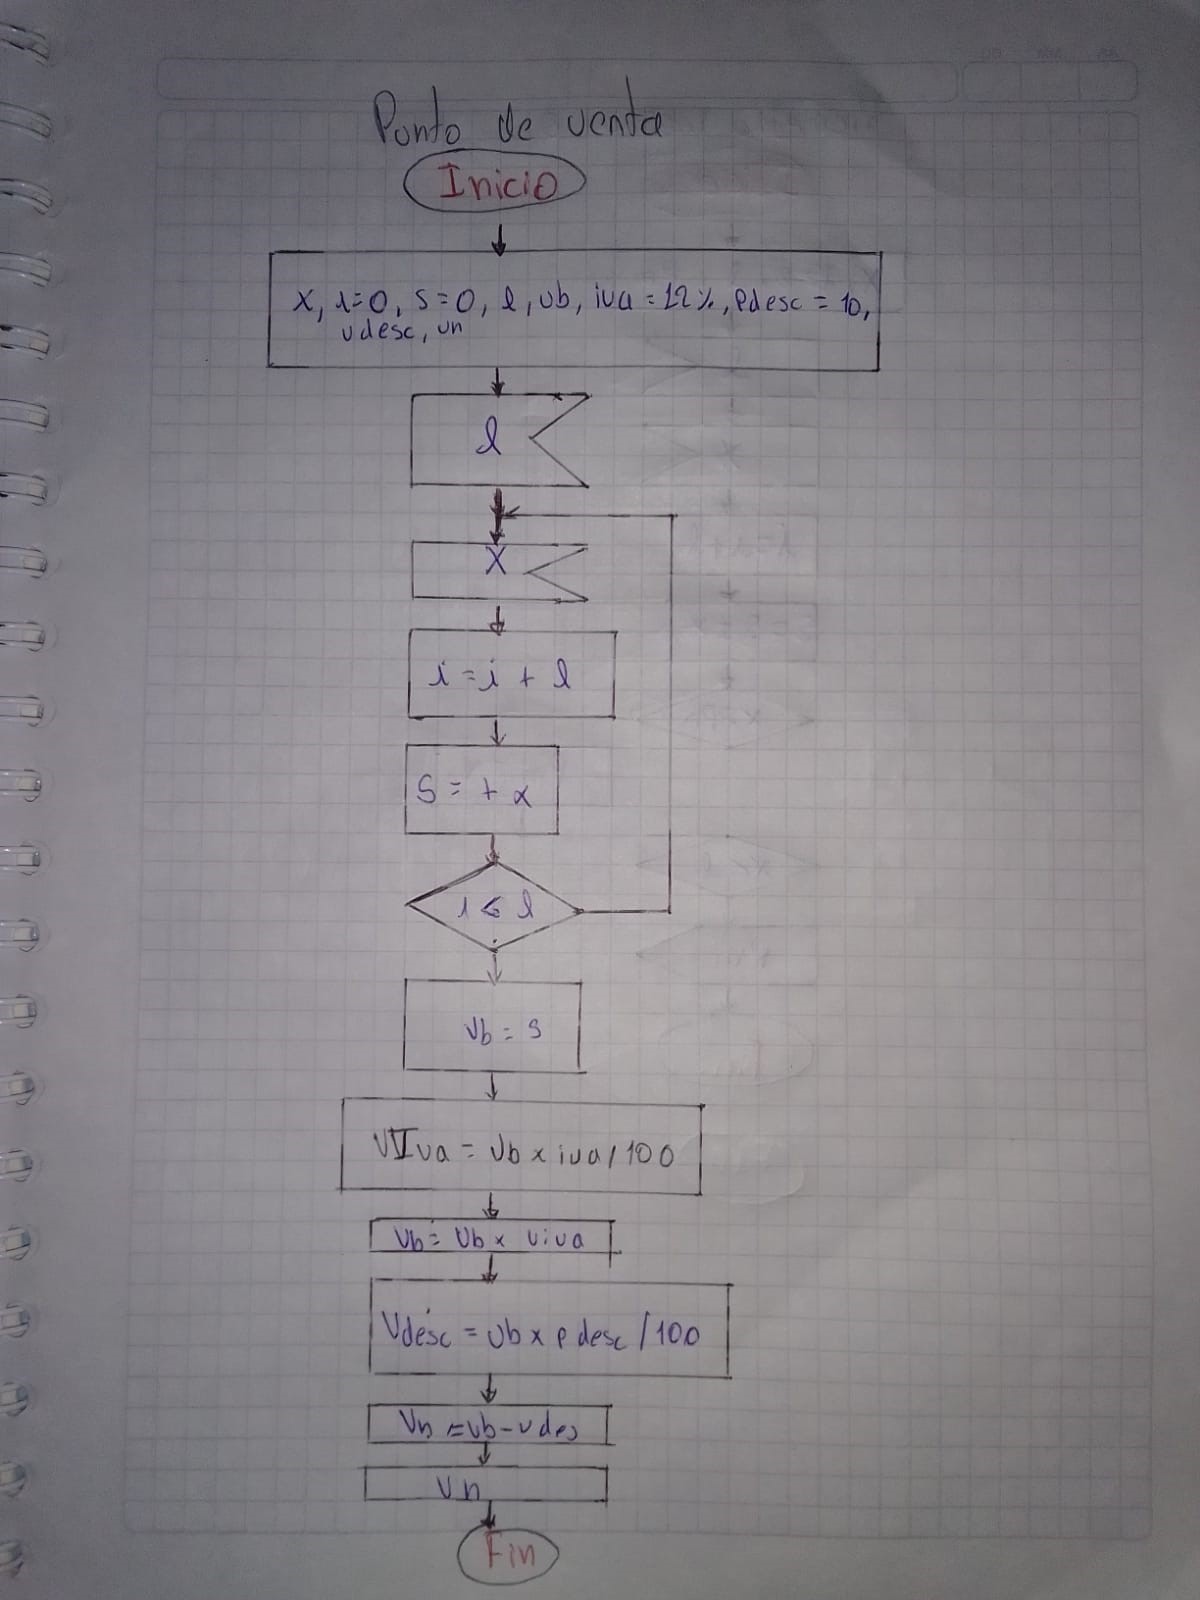 Punto de venta
Inicio
x, i=0, s=0, l, vb, iva=12%, Pdesc=10,
vdesc, vn
l
X
i = i + l
S = + x
i ≤ l
Vb = s
VIva = Vb x iva/100
Vb = Vb x viva
Vdesc = vb x p desc/100
Vn = vb - v des
Vn
Fin